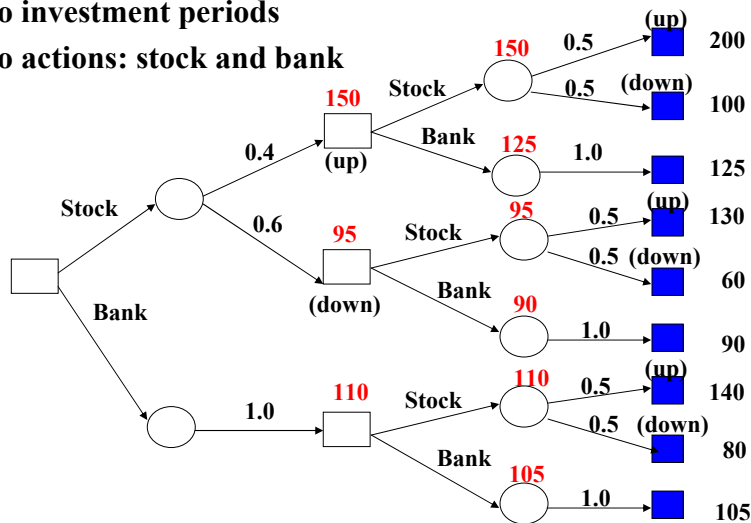 o investment periods
o actions: stock and bank
(up)
200
0.5
150
Stock
0.5
(down)
100
150
(up)
Bank
125
1.0
125
0.4
Stock
0.6
95
(down)
Stock
95
0.5
(up)
130
0.5
(down)
60
Bank
90
1.0
90
Bank
1.0
110
Stock
110
0.5
(up)
140
0.5
(down)
80
Bank
105
1.0
105